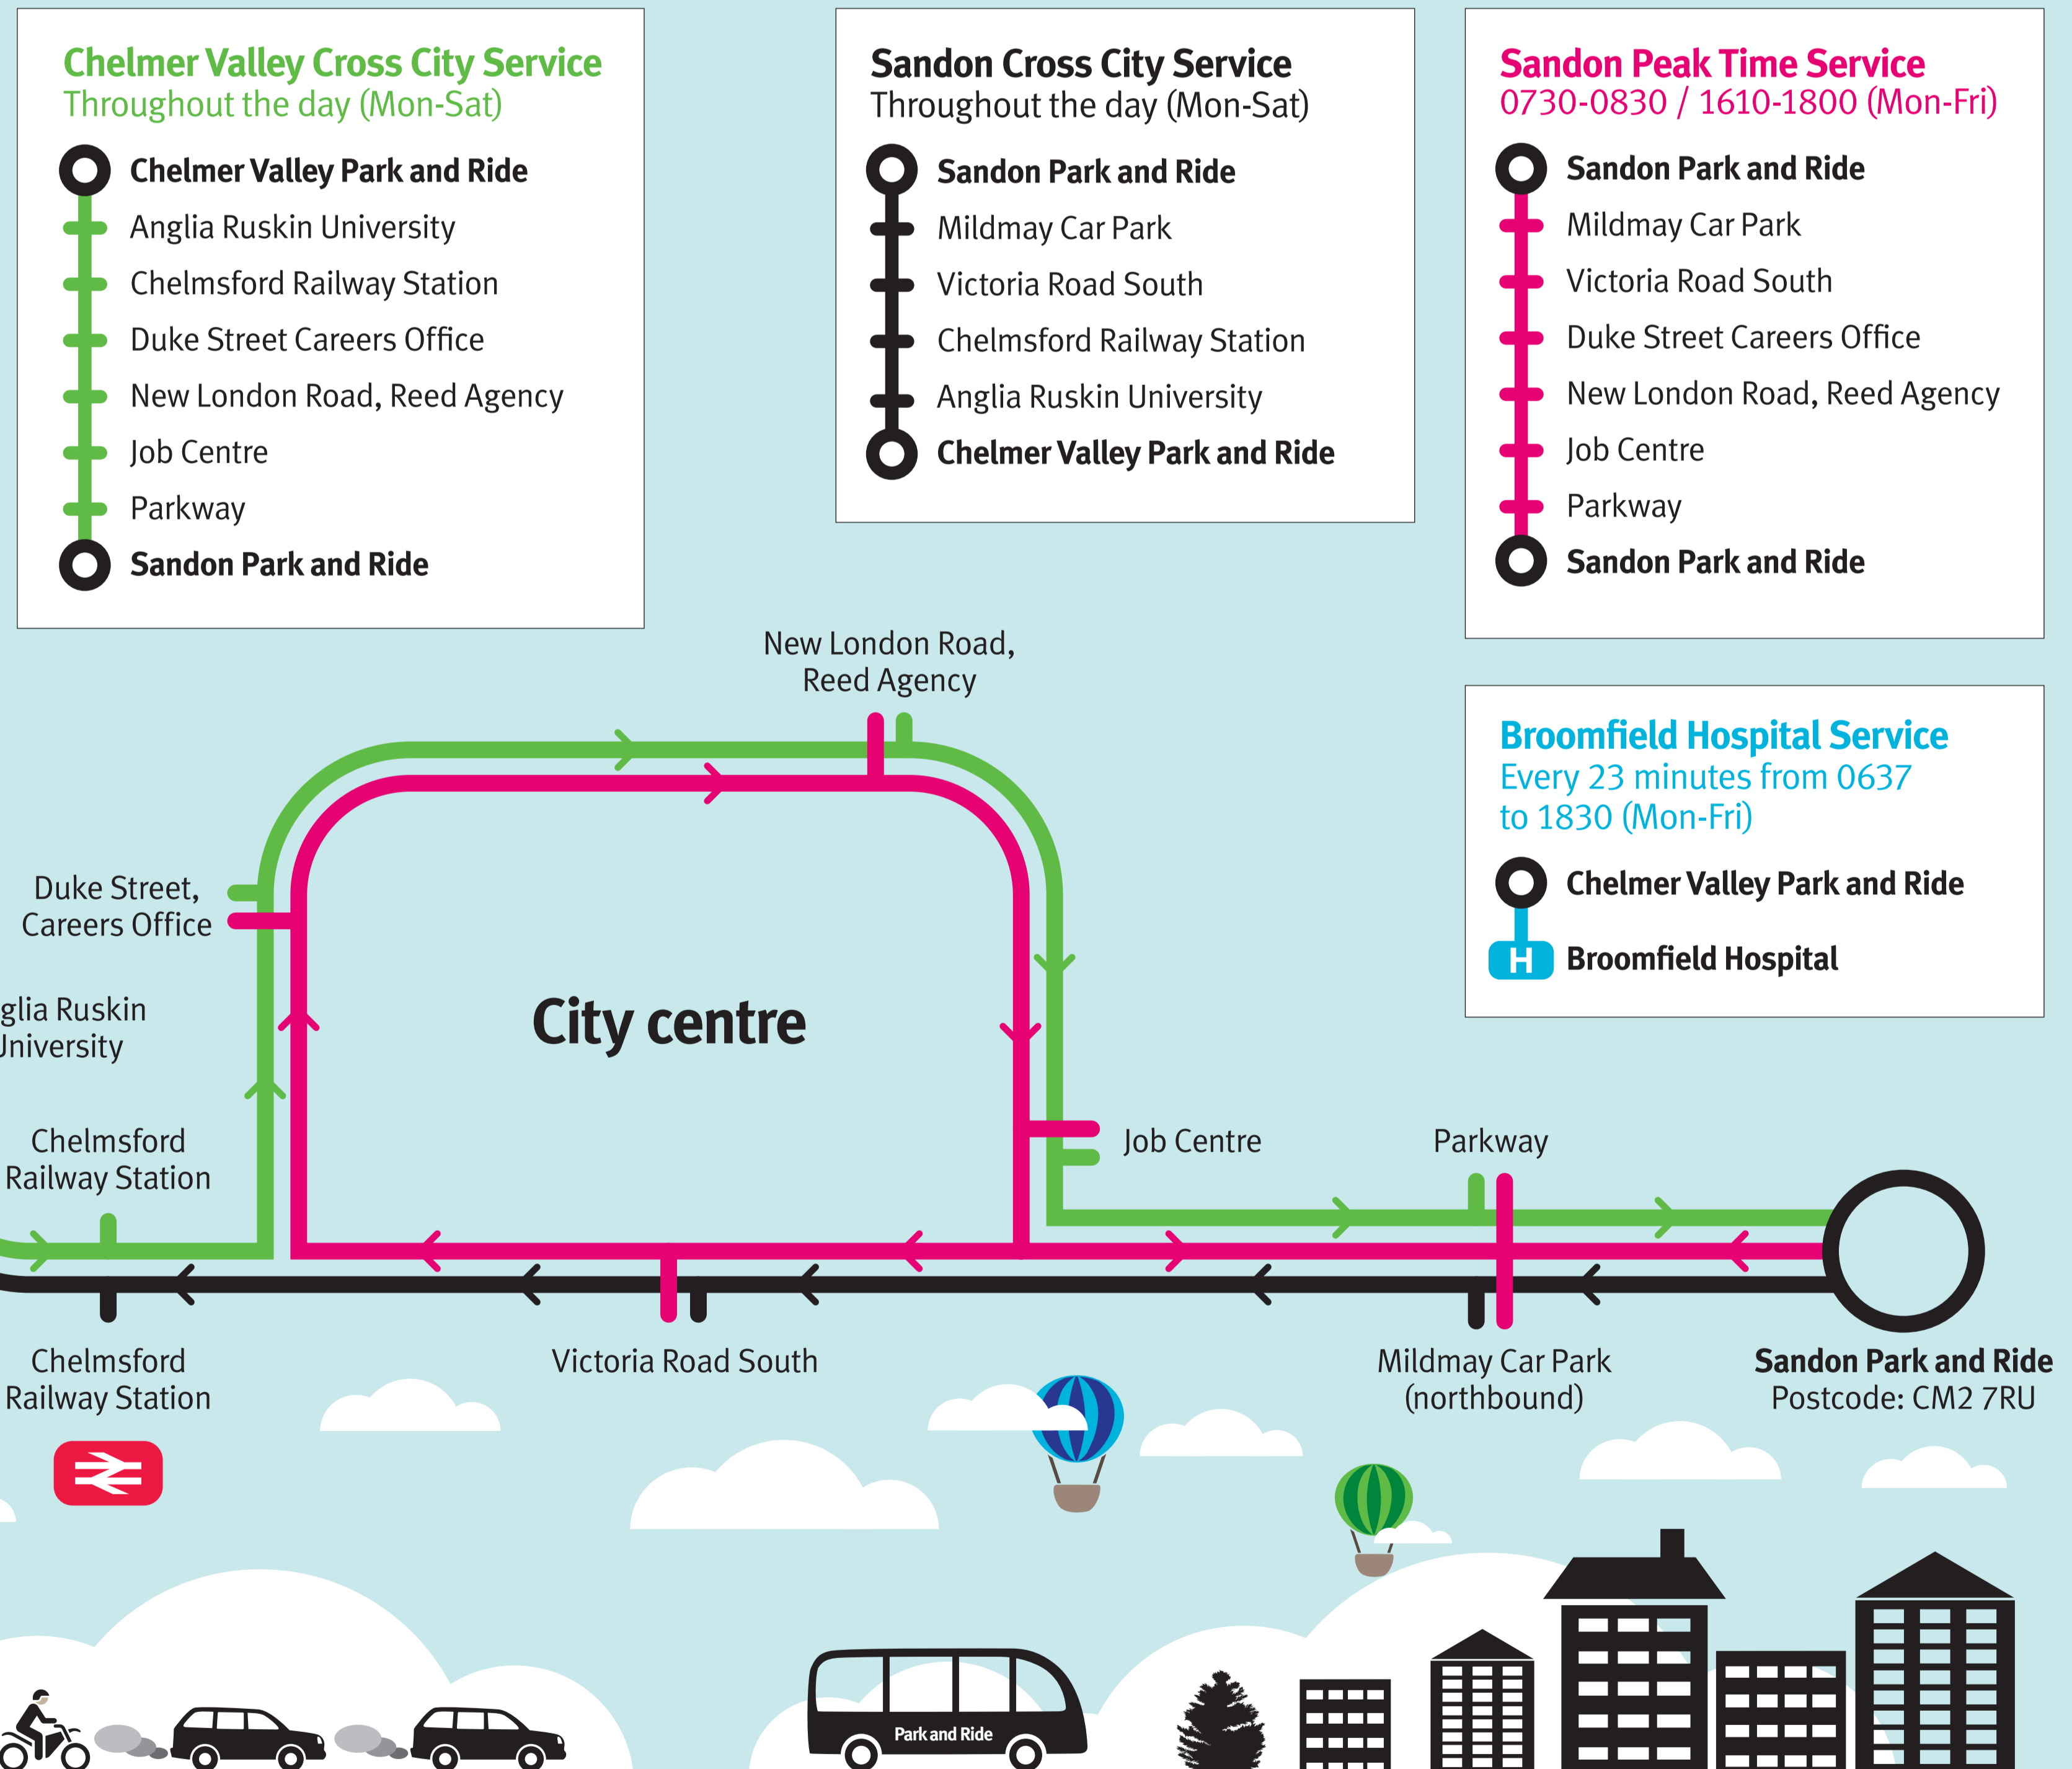 Chelmer Valley Cross City Service
Throughout the day (Mon-Sat)
Chelmer Valley Park and Ride
Anglia Ruskin University
Chelmsford Railway Station
Duke Street Careers Office
New London Road, Reed Agency
Job Centre
Parkway
Sandon Park and Ride
Sandon Cross City Service
Throughout the day (Mon-Sat)
Sandon Park and Ride
Mildmay Car Park
Victoria Road South
Chelmsford Railway Station
Anglia Ruskin University
Chelmer Valley Park and Ride
Sandon Peak Time Service
0730-0830 / 1610-1800 (Mon-Fri)
Sandon Park and Ride
Mildmay Car Park
Victoria Road South
Duke Street Careers Office
New London Road, Reed Agency
Job Centre
Parkway
Sandon Park and Ride
Broomfield Hospital Service
Every 23 minutes from 0637
to 1830 (Mon-Fri)
Chelmer Valley Park and Ride
H Broomfield Hospital
New London Road,
Reed Agency
Duke Street,
Careers Office
glia Ruskin
University
City centre
Chelmsford
Railway Station
Job Centre
Parkway
Chelmsford
Railway Station
Victoria Road South
Mildmay Car Park
(northbound)
Sandon Park and Ride
Postcode: CM2 7RU
Park and Ride